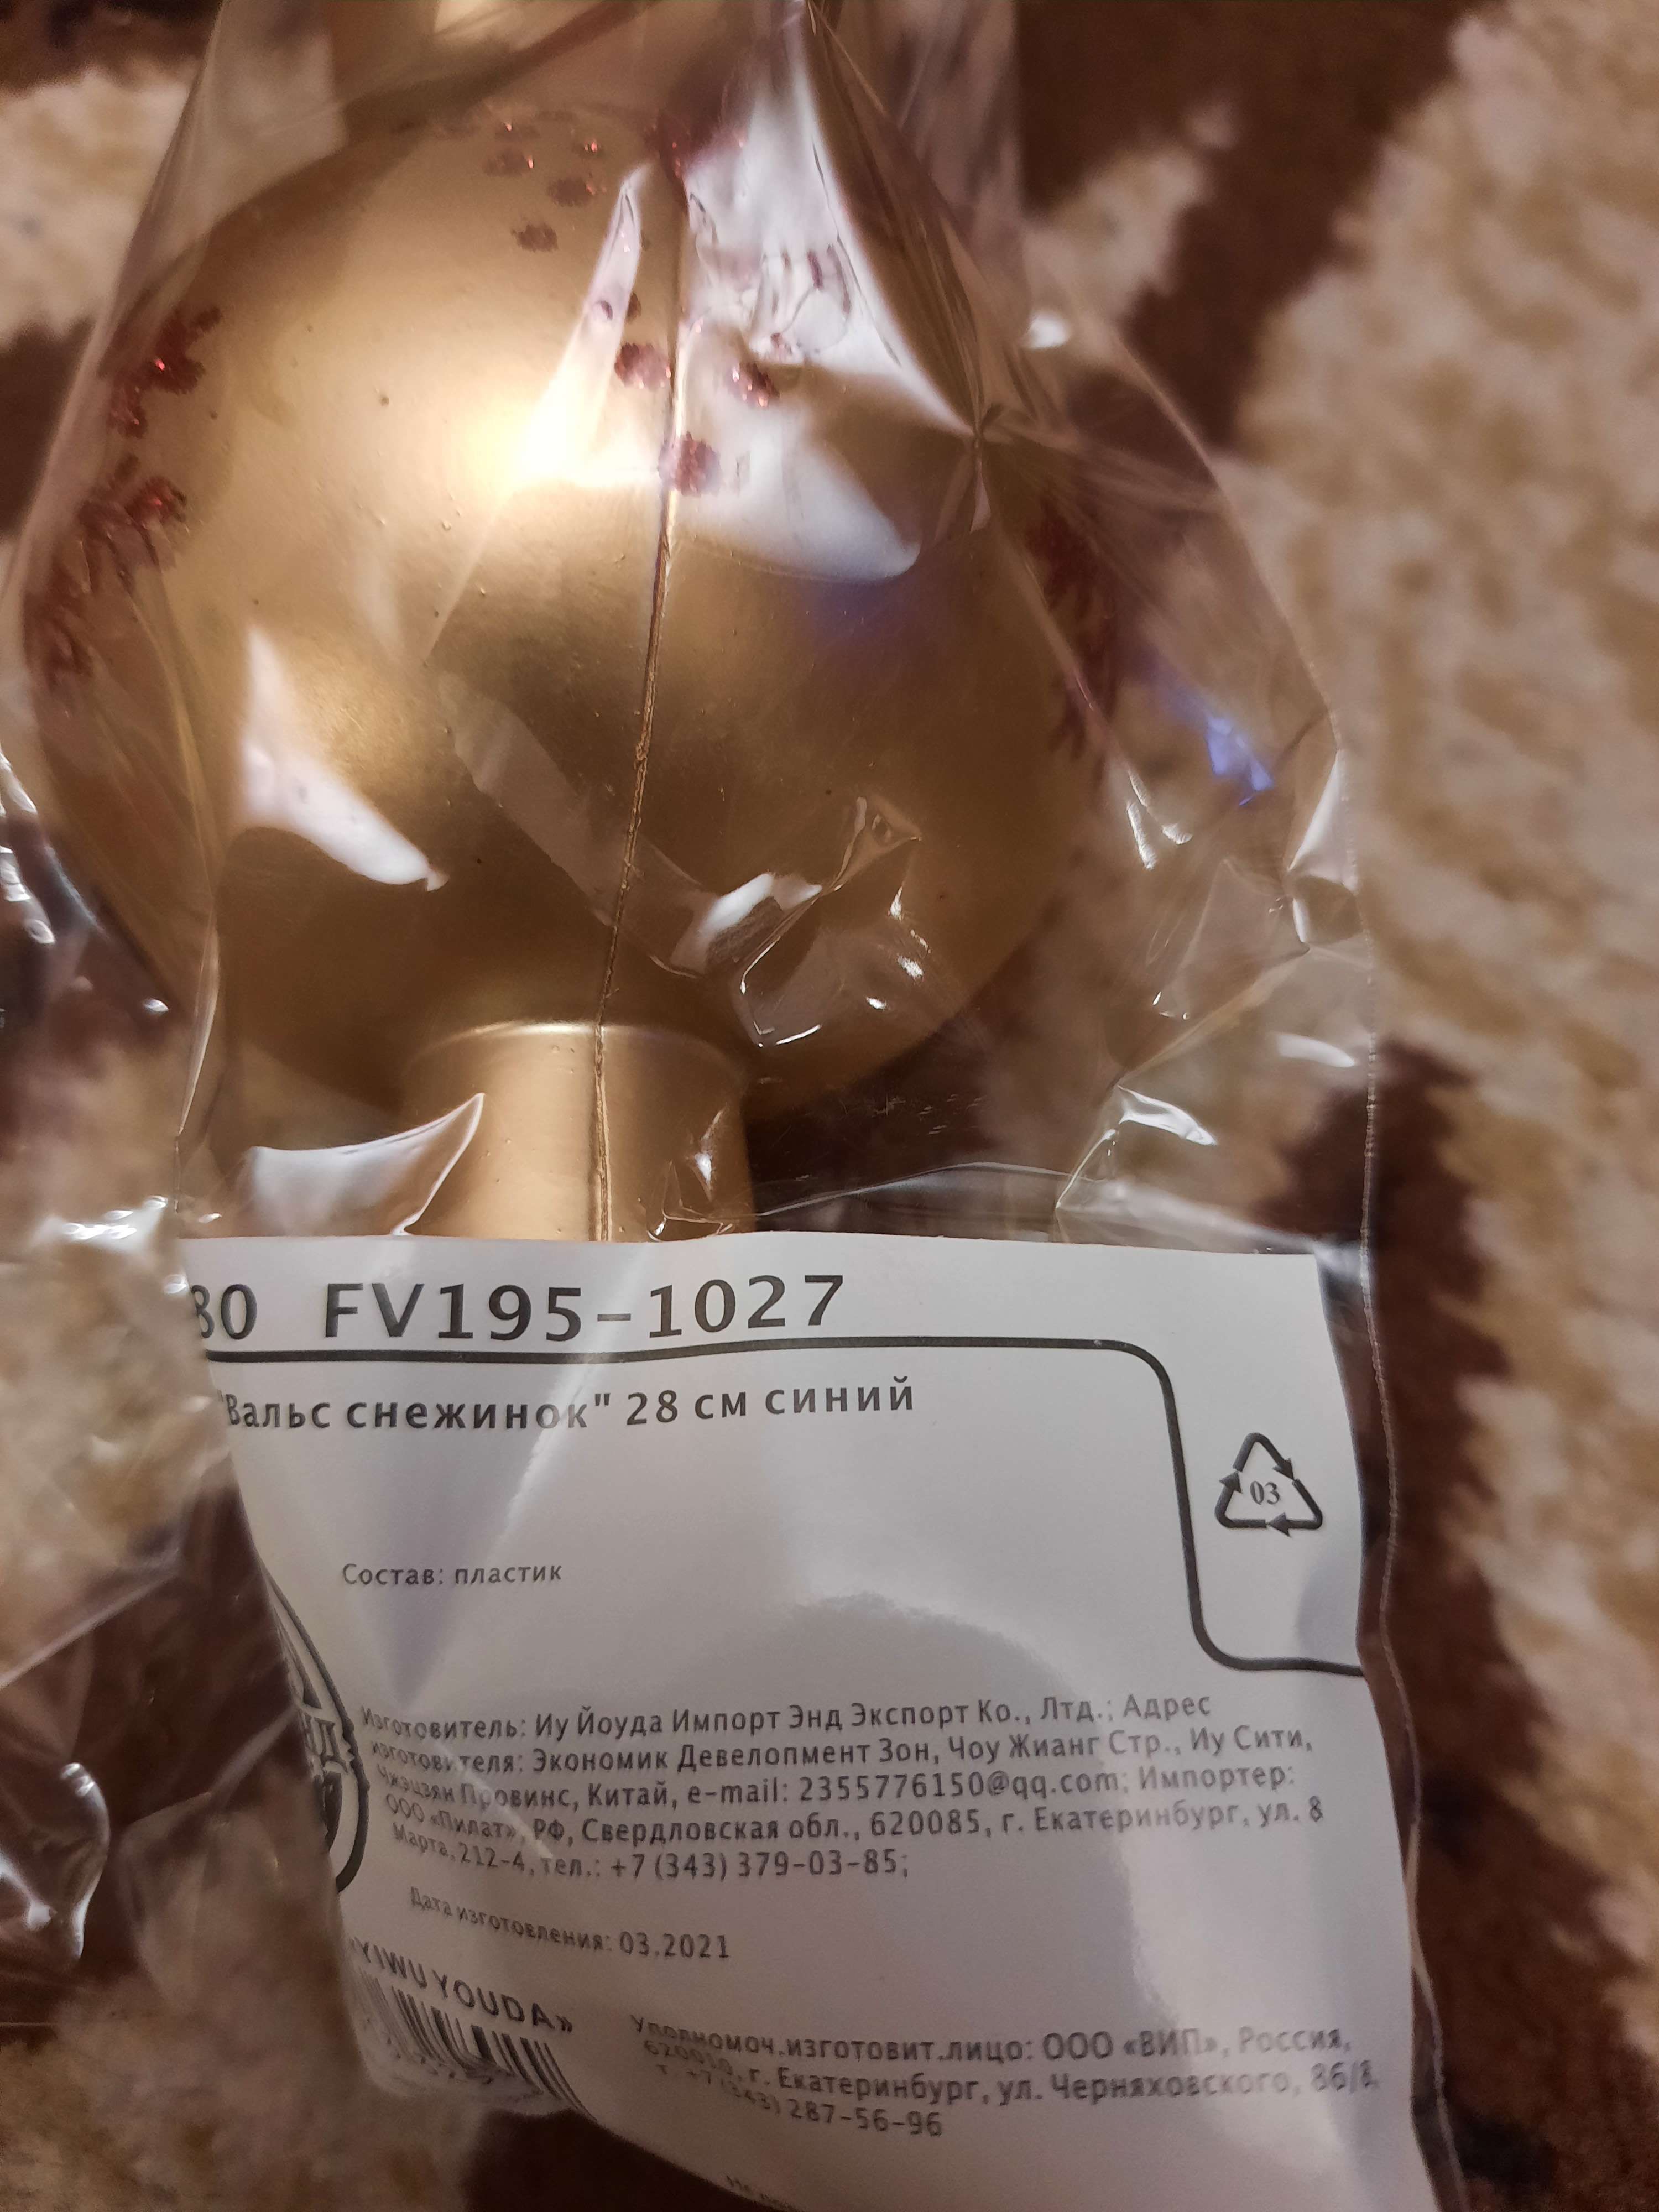 80 FV195-1027
"Вальс снежинок" 28 см синий
03
Состав: пластик
Изготовитель: Иу Йоуда Импорт Энд Экспорт Ко., Лтд.; Адрес
изготовителя: Экономик Девелопмент Зон, Чоу Жианг Стр., Иу Сити,
Чжэцзян Провинс, Китай, e-mail: 2355776150@qq.com; Импортер:
ООО «Пилат», РФ, Свердловская обл., 620085, г. Екатеринбург, ул. 8
Марта, 212-4, тел.: +7 (343) 379-03-85;
Дата изготовления: 03.2021
«YIWU YOUDA»
Уполномоч.изготовит.лицо: ООО «ВИП», Россия,
г. Екатеринбург, ул. Черняховского, 86/8,
т. +7 (343) 287-56-96